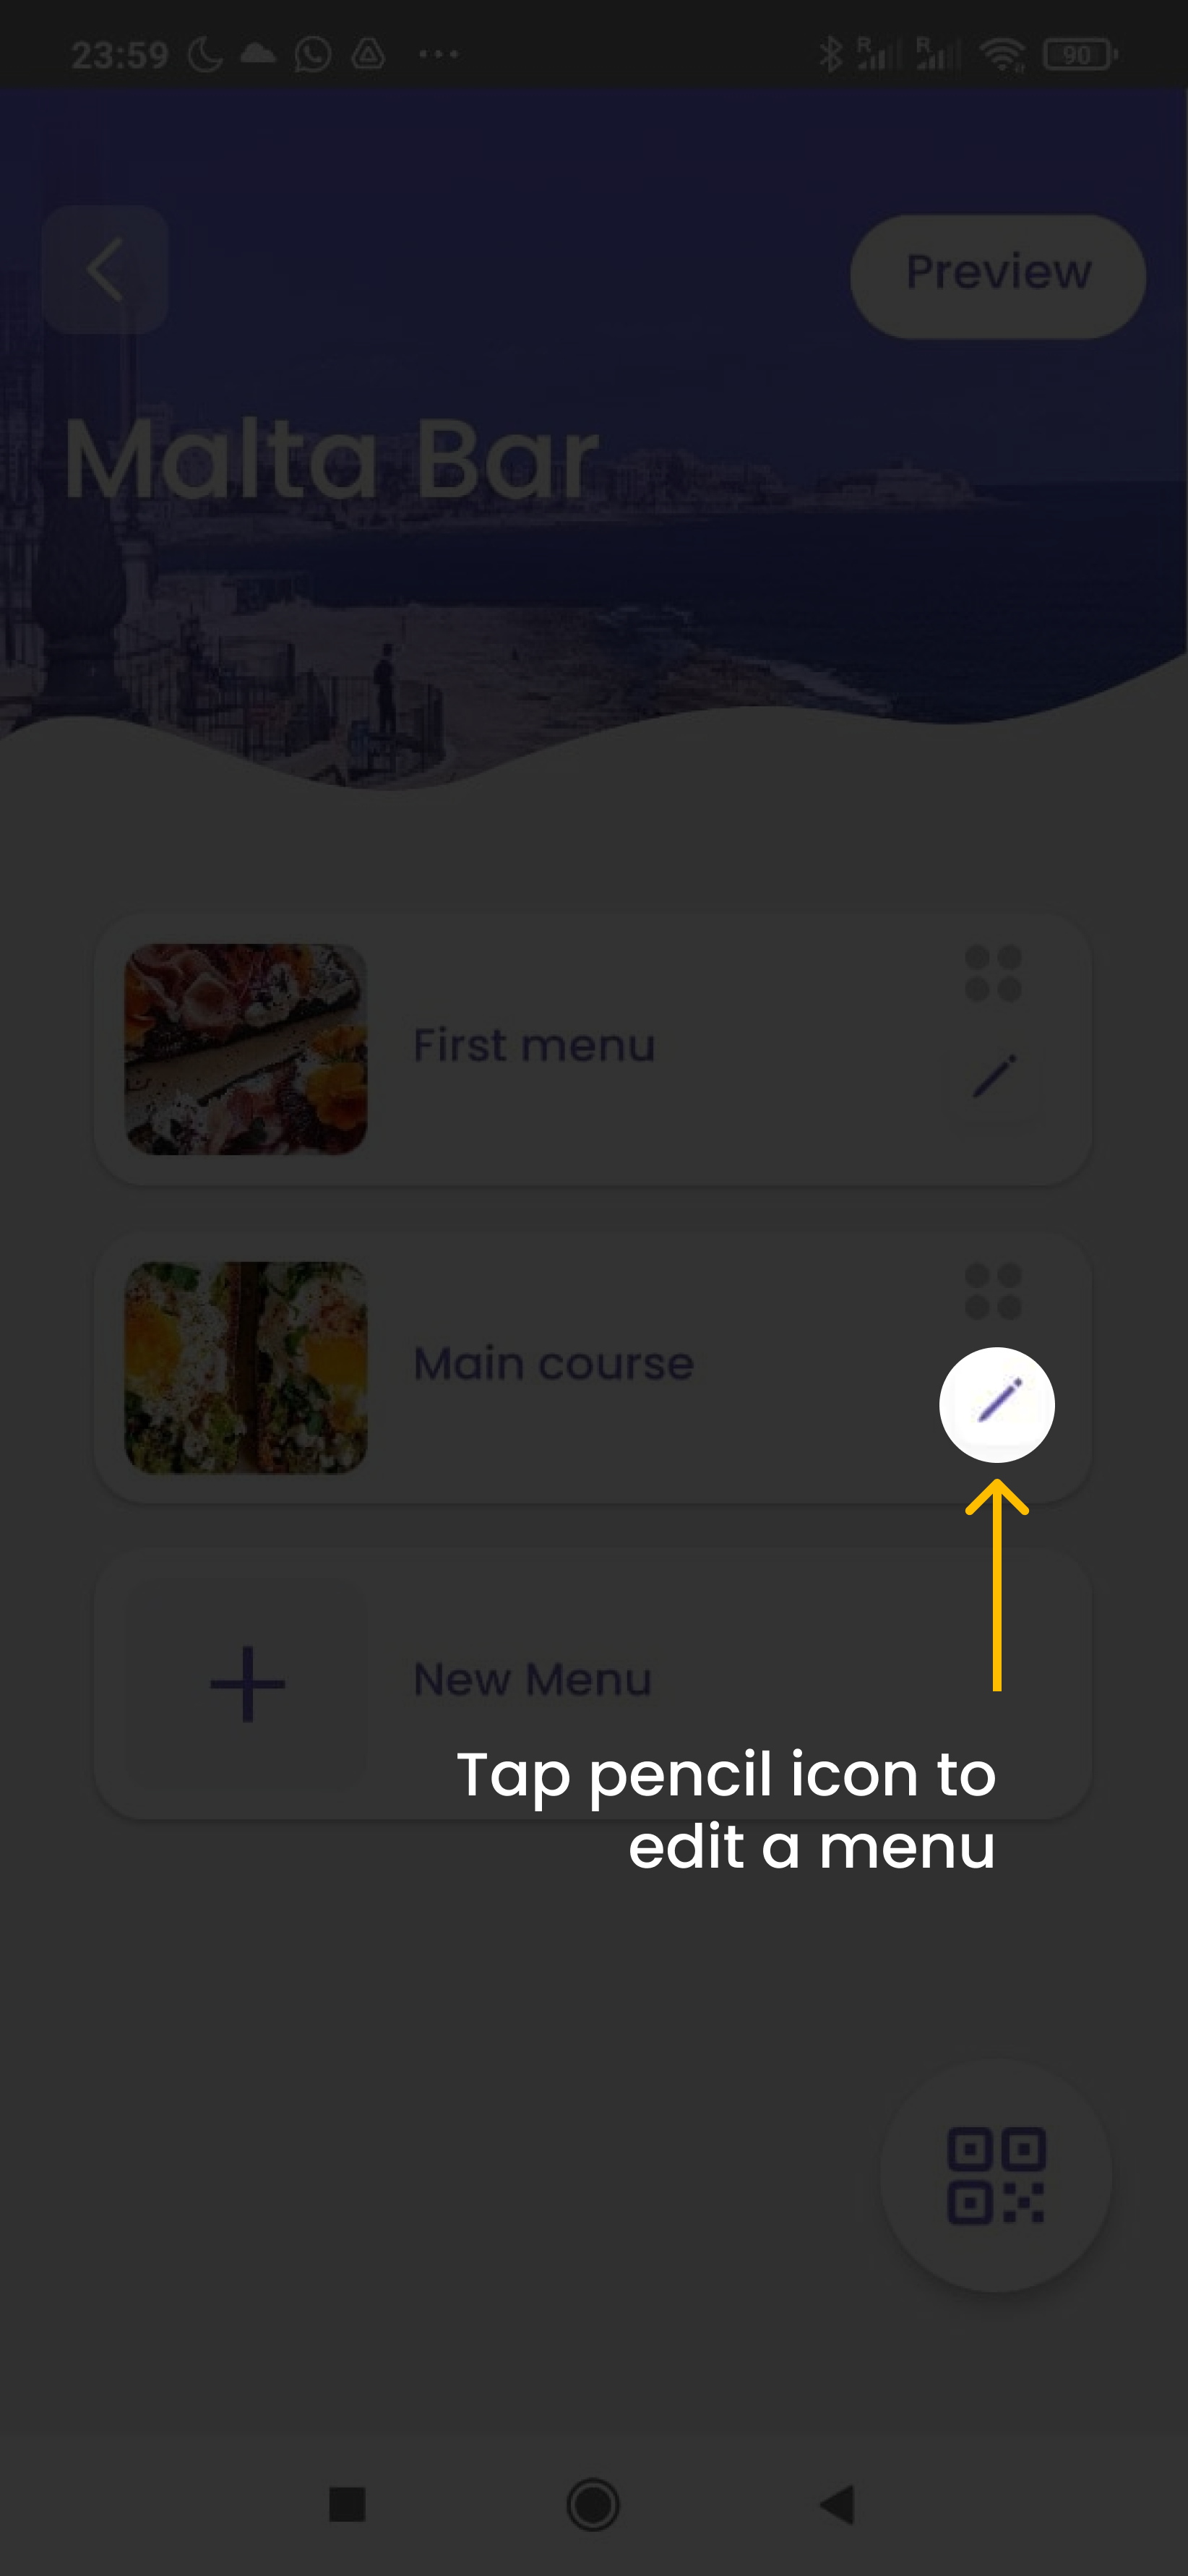 23:59
R R 90
Preview
Malta Bar
First menu
Main course
New Menu
Tap pencil icon to
edit a menu